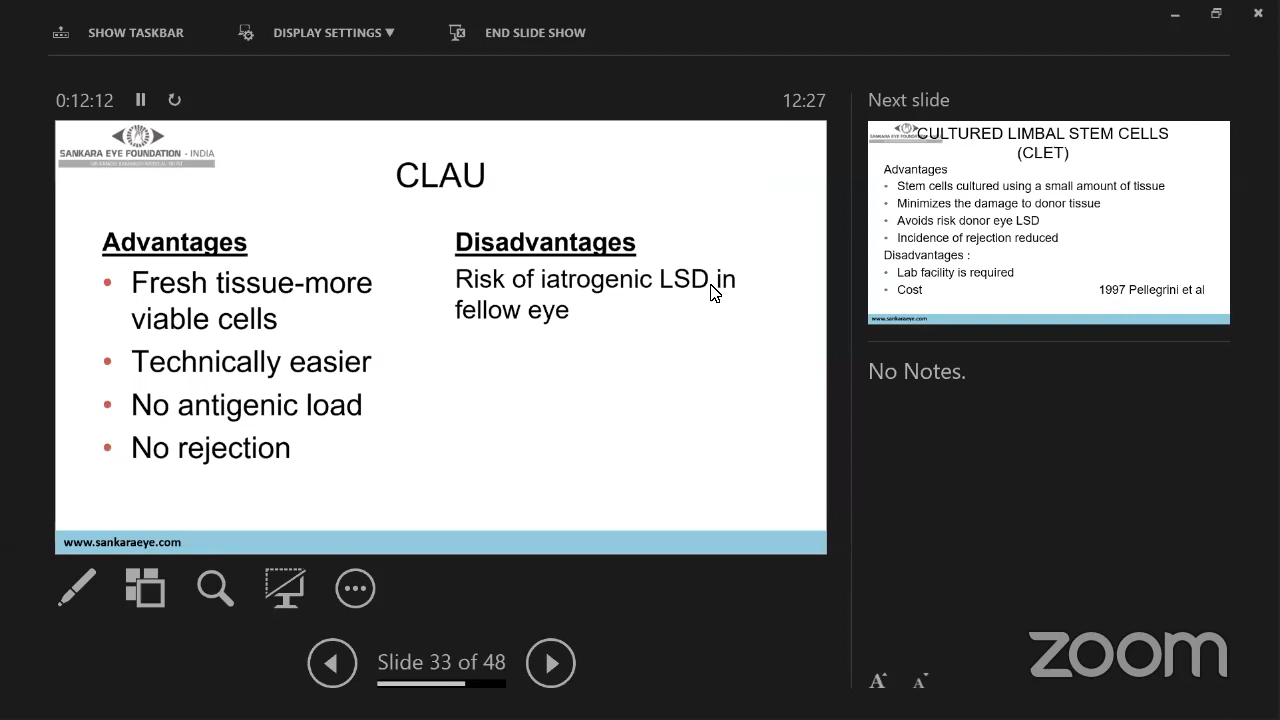 SHOW TASKBAR
DISPLAY SETTINGS ▼
END SLIDE SHOW
0:12:12
12:27
SANKARA EYE FOUNDATION - INDIA
CLAU
Advantages
• Fresh tissue-more
viable cells
• Technically easier
• No antigenic load
• No rejection
Disadvantages
Risk of iatrogenic LSD in
fellow eye
www.sankaraeye.com
Slide 33 of 48
Next slide
SANKARA EYE FOUNDATION
CULTURED LIMBAL STEM CELLS
(CLET)
Advantages
• Stem cells cultured using a small amount of tissue
• Minimizes the damage to donor tissue
• Avoids risk donor eye LSD
• Incidence of rejection reduced
Disadvantages :
• Lab facility is required
• Cost 1997 Pellegrini et al
www.sankaraeye.com
No Notes.
A A
zoom